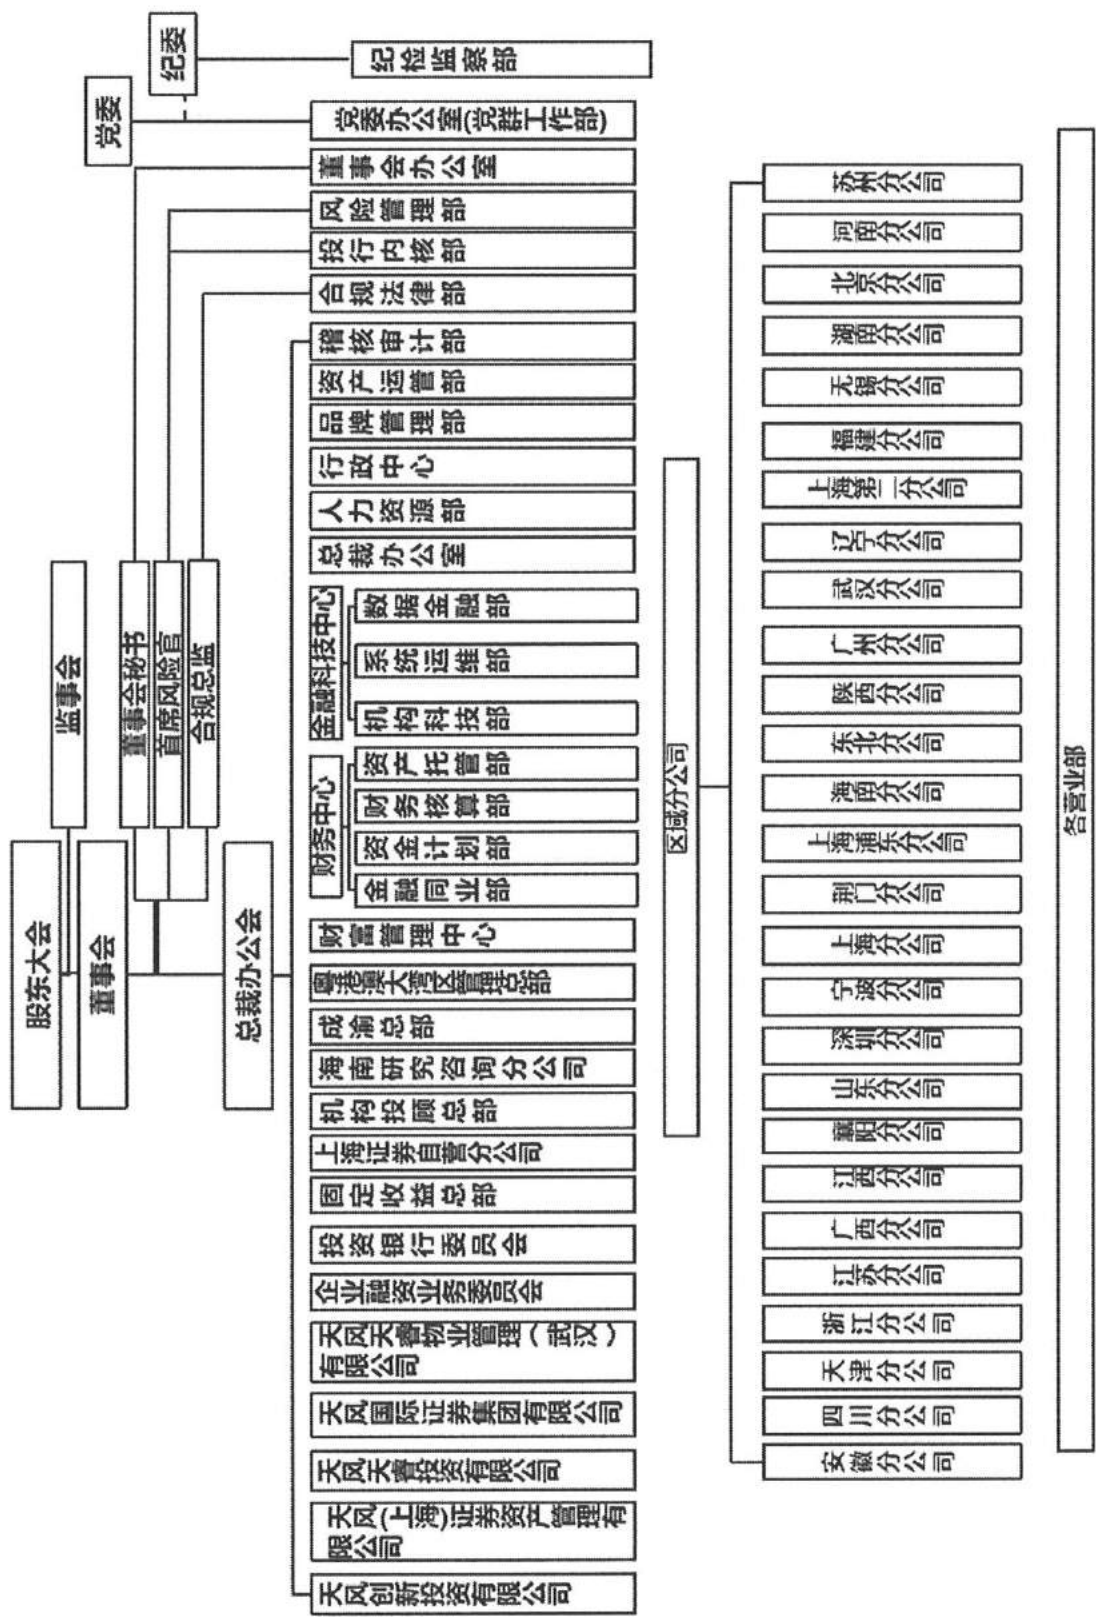 股东大会
监事会
董事会
董事会秘书
首席风险官
合规总监
总裁办公会
党委
纪委
天风创新投资有限公司
天风(上海)证券资产管理有
限公司
天风天睿投资有限公司
天风国际证券集团有限公司
天风天睿物业管理（武汉）
有限公司
企业融资业务委员会
投资银行委员会
固定收益总部
上海证券自营分公司
机构投顾总部
海南研究咨询分公司
成渝总部
粤港澳大湾区管理总部
财富管理中心
财务中心
金融同业部
资金计划部
财务核算部
资产托管部
金融科技中心
机构科技部
系统运维部
数据金融部
总裁办公室
人力资源部
行政中心
品牌管理部
资产运管部
稽核审计部
合规法律部
投行内核部
风险管理部
董事会办公室
党委办公室(党群工作部)
纪检监察部
区域分公司
安徽分公司
四川分公司
天津分公司
浙江分公司
江苏分公司
广西分公司
江西分公司
襄阳分公司
山东分公司
深圳分公司
宁波分公司
上海分公司
荆门分公司
上海浦东分公司
海南分公司
东北分公司
陕西分公司
广州分公司
武汉分公司
辽宁分公司
上海第二分公司
福建分公司
无锡分公司
湖南分公司
北京分公司
河南分公司
苏州分公司
各营业部